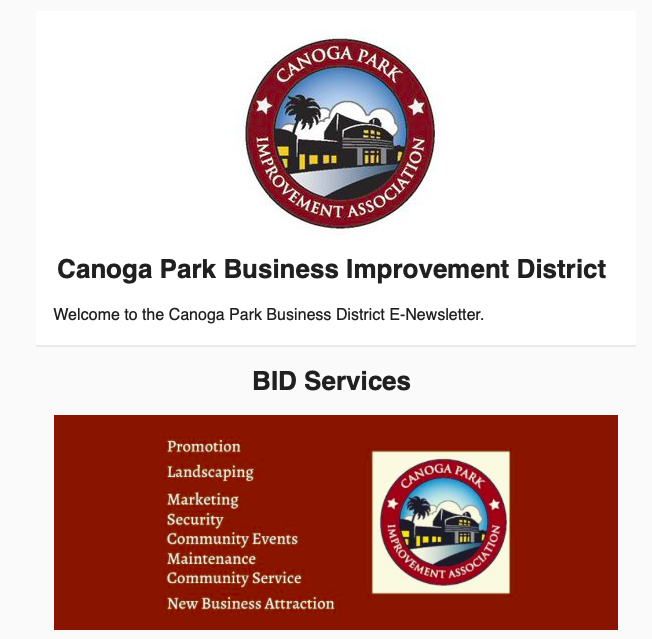 CANOGA PARK
IMPROVEMENT ASSOCIATION
Canoga Park Business Improvement District
Welcome to the Canoga Park Business District E-Newsletter.
BID Services
Promotion
Landscaping
Marketing
Security
Community Events
Maintenance
Community Service
New Business Attraction
CANOGA PARK
IMPROVEMENT ASSOCIATION